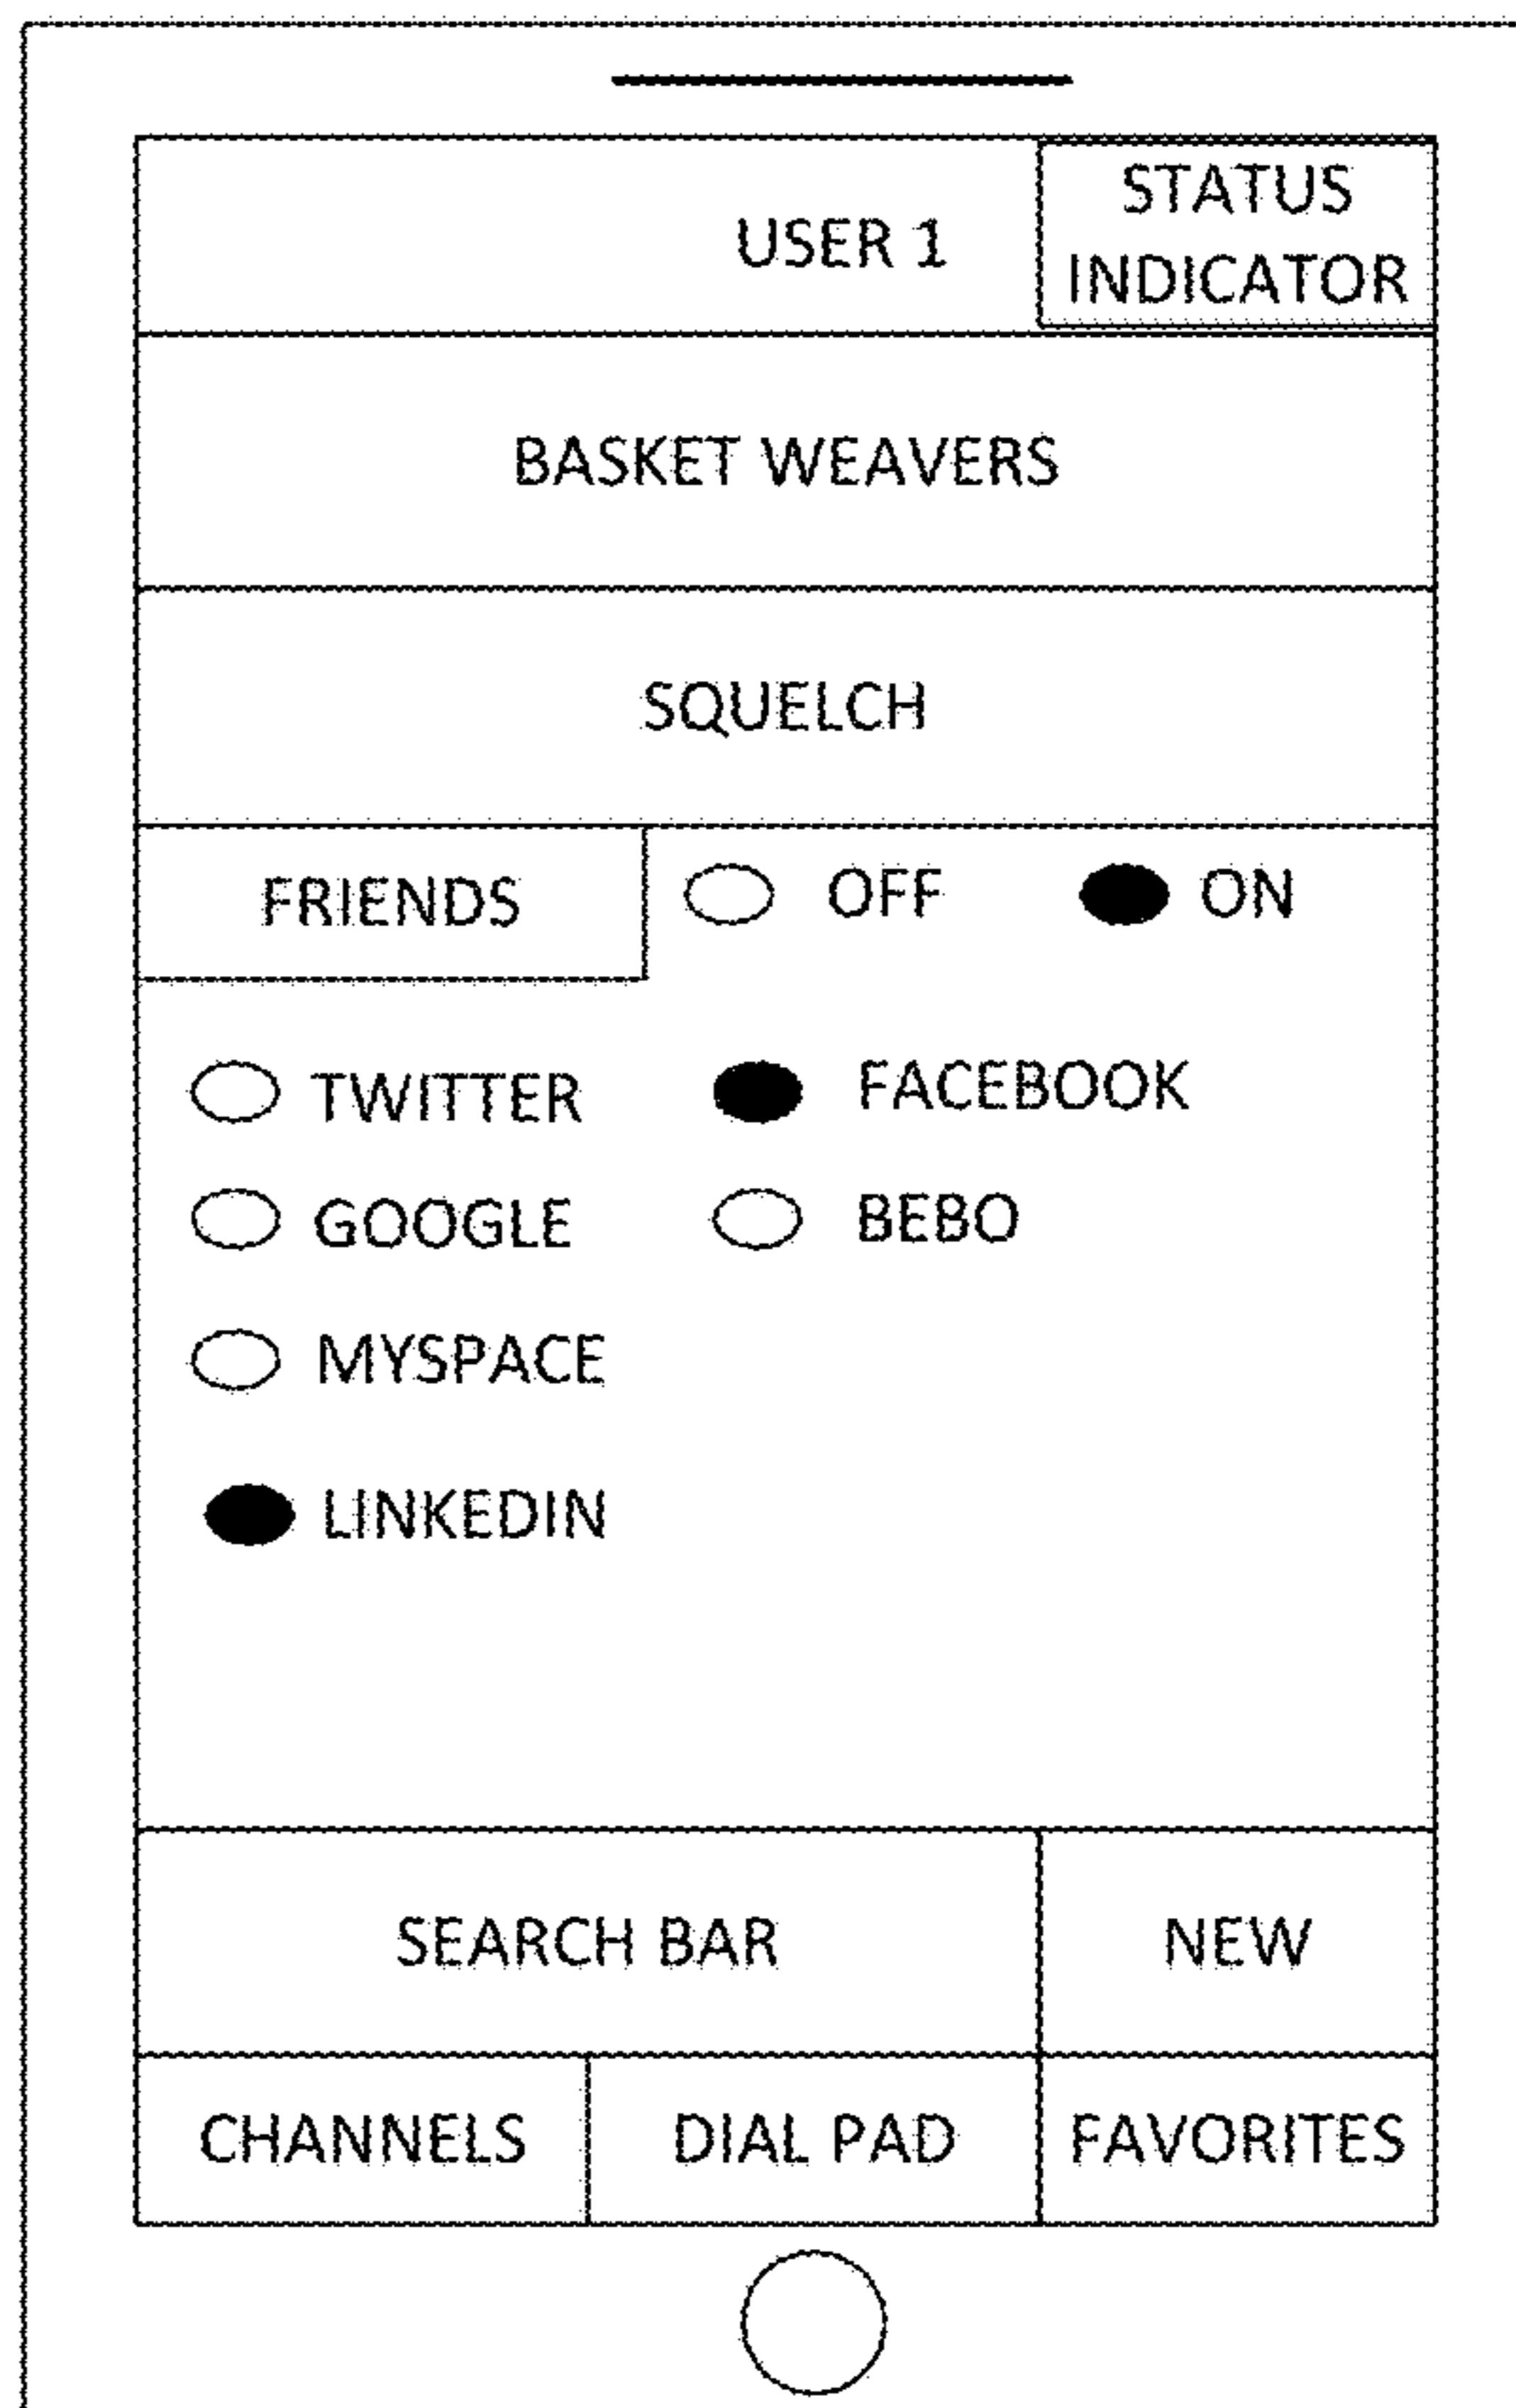 USER 1
STATUS
INDICATOR
BASKET WEAVERS
SQUELCH
FRIENDS OFF ON
TWITTER FACEBOOK
GOOGLE BEBO
MYSPACE
LINKEDIN
SEARCH BAR NEW
CHANNELS DIAL PAD FAVORITES